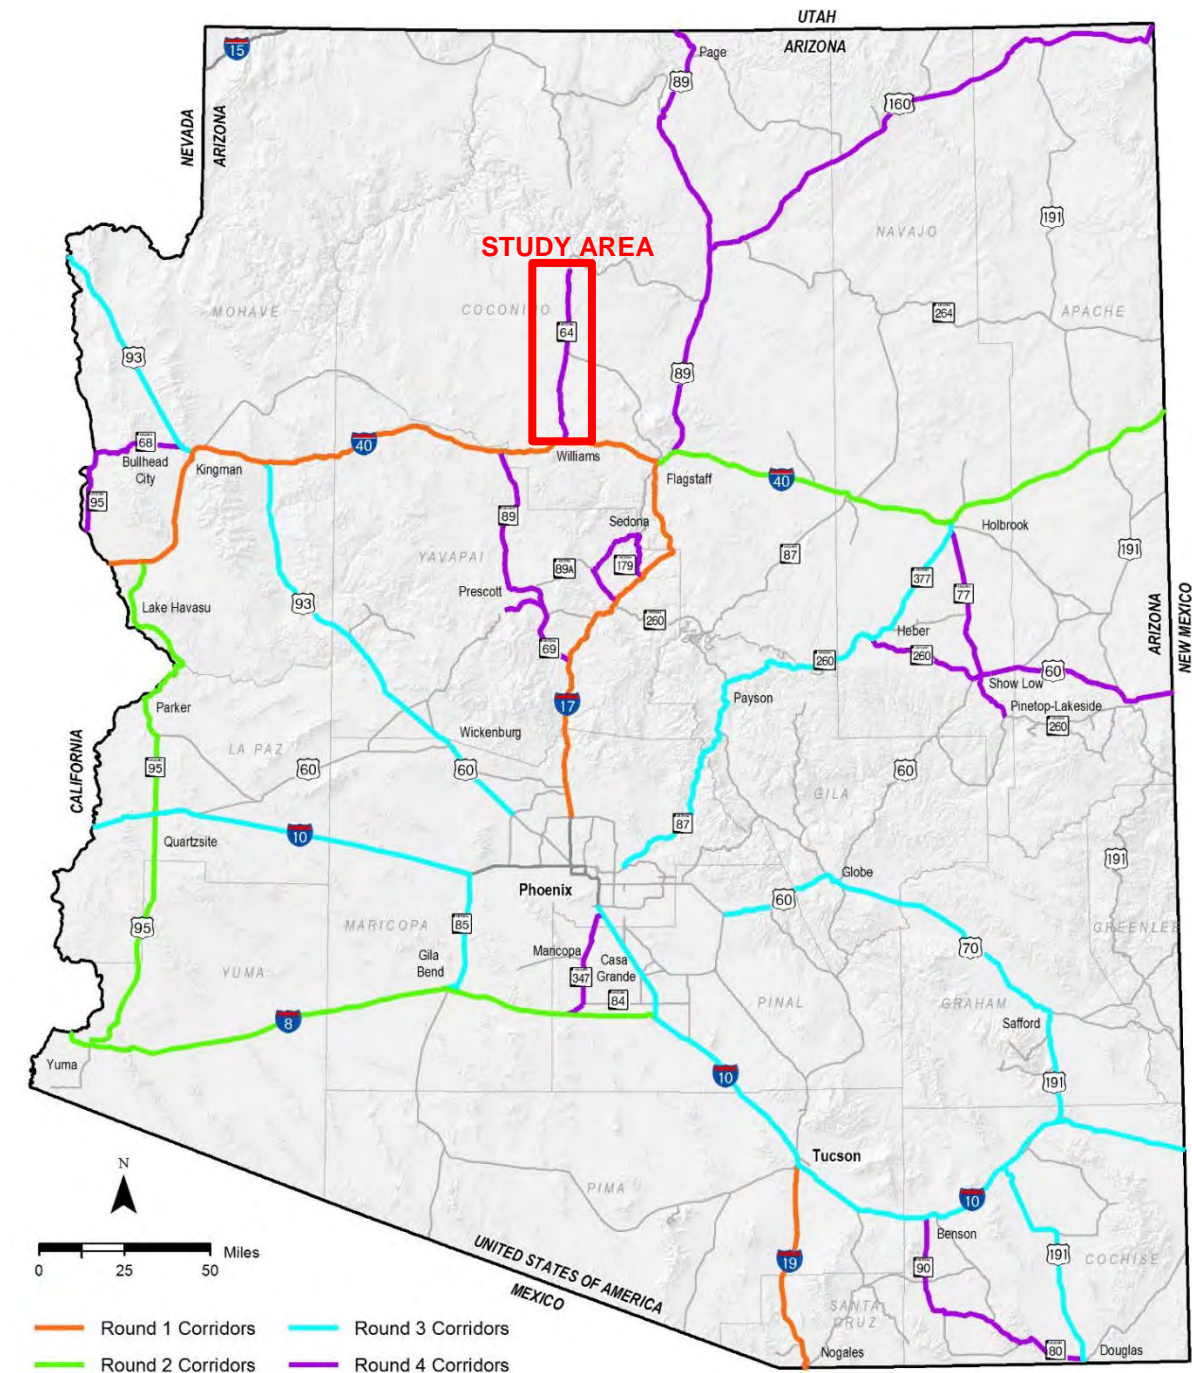 UTAH
ARIZONA
15
Page
89
160
NEVADA
ARIZONA
191
NAVAJO
STUDY AREA
MOHAVE
COCONINO
64
264
APACHE
93
89
68
Bullhead
City
Kingman
40
Williams
Flagstaff
40
95
89
Sedona
Holbrook
87
191
YAVAPAI
89A
179
377
77
Prescott
93
Lake Havasu
260
Heber
260
ARIZONA
NEW MEXICO
69
260
60
Show Low
Payson
Parker
17
Pinetop-Lakeside
260
Wickenburg
LA PAZ
CALIFORNIA
95
60
60
60
GILA
87
10
Quartzsite
191
Globe
Phoenix
60
MARICOPA
85
95
GREENLEE
Gila
Bend
Maricopa
Casa
Grande
70
YUMA
347
84
PINAL
GRAHAM
Safford
8
Yuma
10
191
N
Tucson
PIMA
10
Benson
Miles
0 25 50
UNITED STATES OF AMERICA
MEXICO
19
90
191
COCHISE
SANTA
CRUZ
80
Nogales
Douglas
Round 1 Corridors
Round 3 Corridors
Round 2 Corridors
Round 4 Corridors